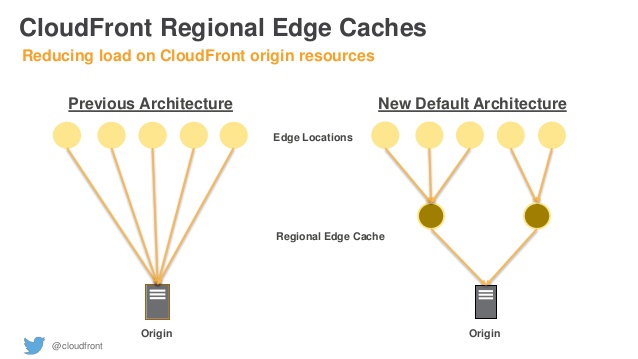 CloudFront Regional Edge Caches
Reducing load on CloudFront origin resources
Previous Architecture
New Default Architecture
Edge Locations
Regional Edge Cache
Origin
Origin
@cloudfront